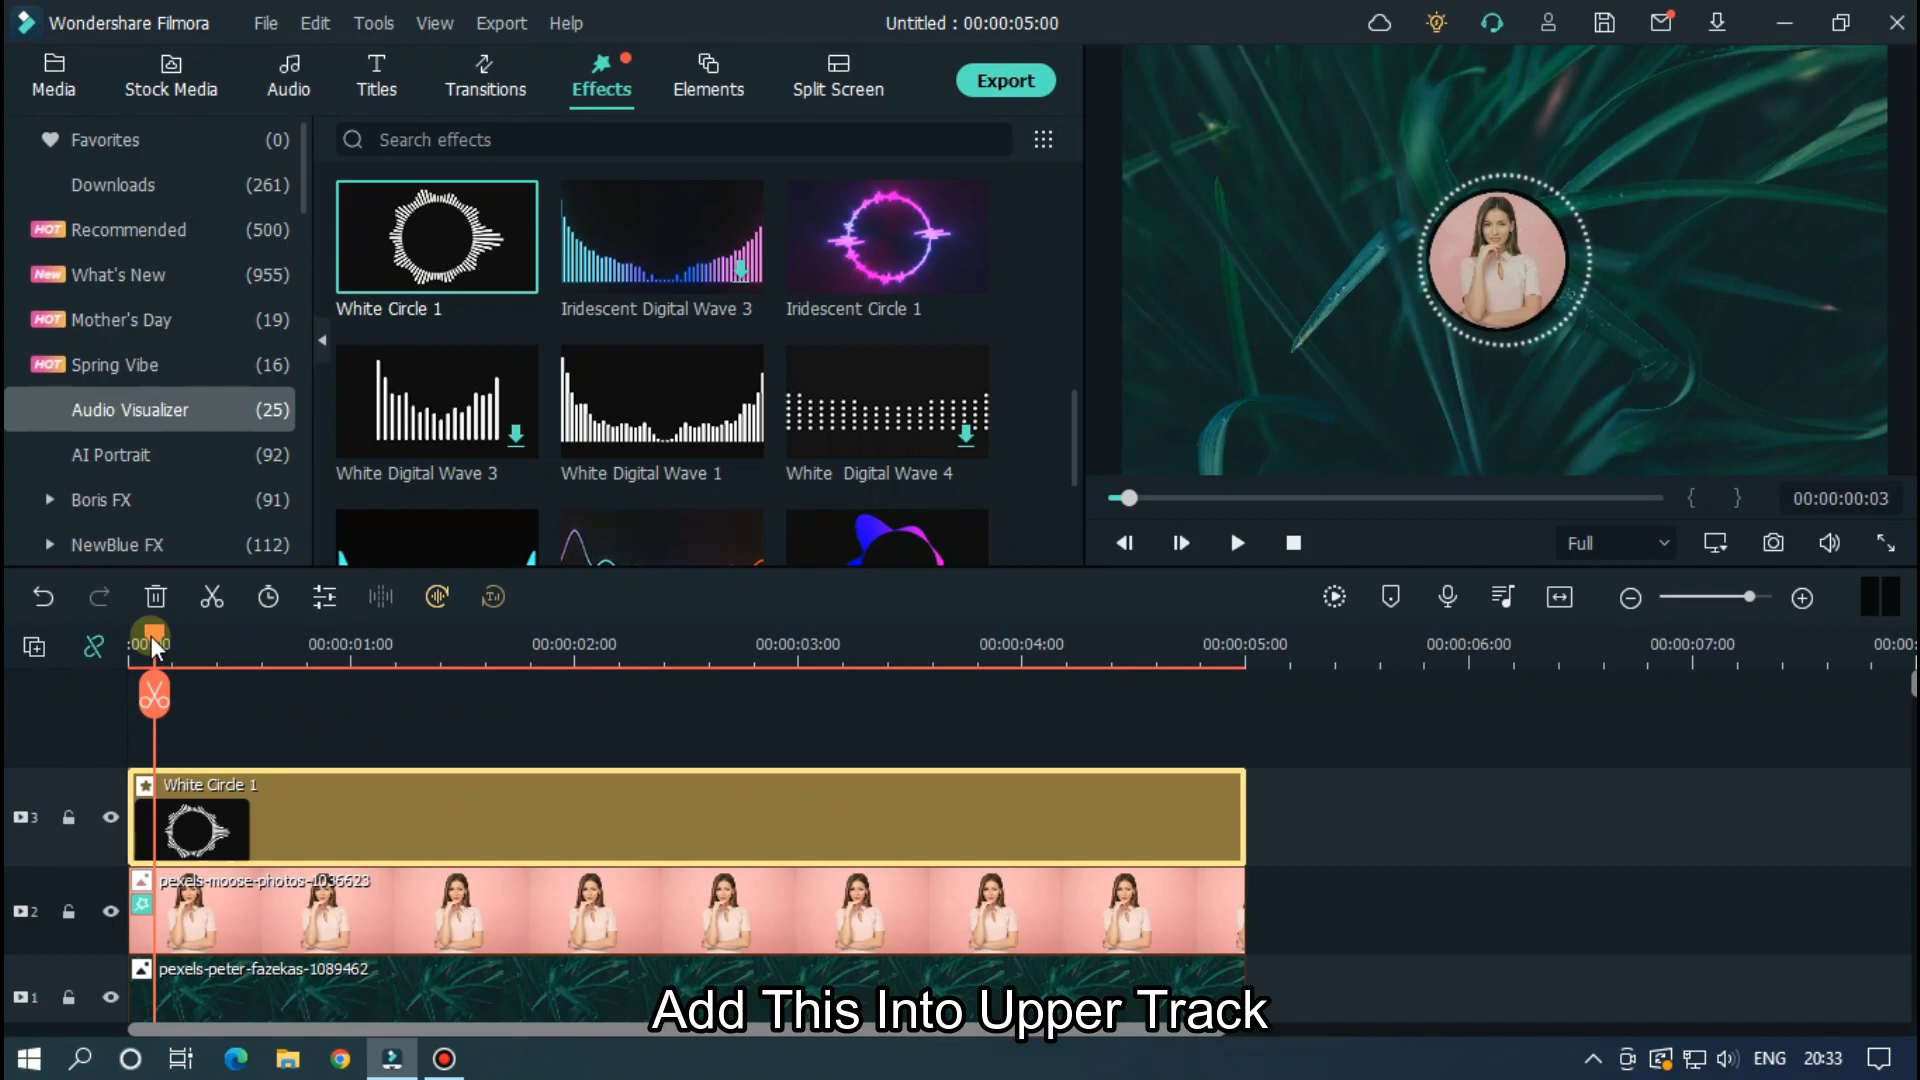 Wondershare Filmora
File Edit Tools View Export Help
Untitled : 00:00:05:00
Media
Stock Media
Audio
Titles
Transitions
Effects
Elements
Split Screen
Export
Favorites (0)
Downloads (261)
HOT Recommended (500)
New What's New (955)
HOT Mother's Day (19)
HOT Spring Vibe (16)
Audio Visualizer (25)
AI Portrait (92)
Boris FX (91)
NewBlue FX (112)
Search effects
White Circle 1
Iridescent Digital Wave 3
Iridescent Circle 1
White Digital Wave 3
White Digital Wave 1
White Digital Wave 4
{ } 00:00:00:03
Full
00:00:01:00
00:00:02:00
00:00:03:00
00:00:04:00
00:00:05:00
00:00:06:00
00:00:07:00
00:00:
White Circle 1
3
pexels-moose-photos-1036623
2
pexels-peter-fazekas-1089462
1
Add This Into Upper Track
ENG 20:33